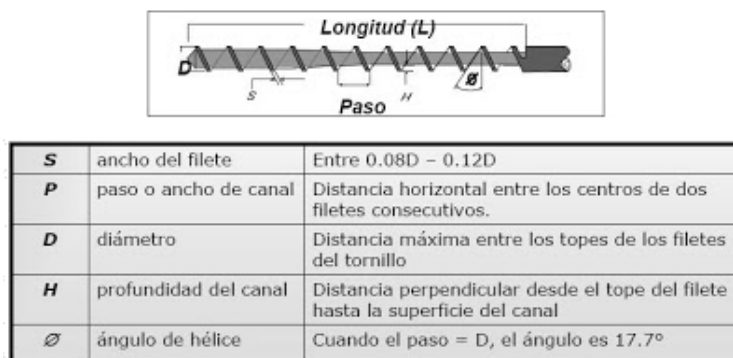 Longitud (L)
D
S
Paso
H
Ø
S ancho del filete Entre 0.08D – 0.12D
P paso o ancho de canal Distancia horizontal entre los centros de dos
filetes consecutivos.
D diámetro Distancia máxima entre los topes de los filetes
del tornillo
H profundidad del canal Distancia perpendicular desde el tope del filete
hasta la superficie del canal
Ø ángulo de hélice Cuando el paso = D, el ángulo es 17.7º